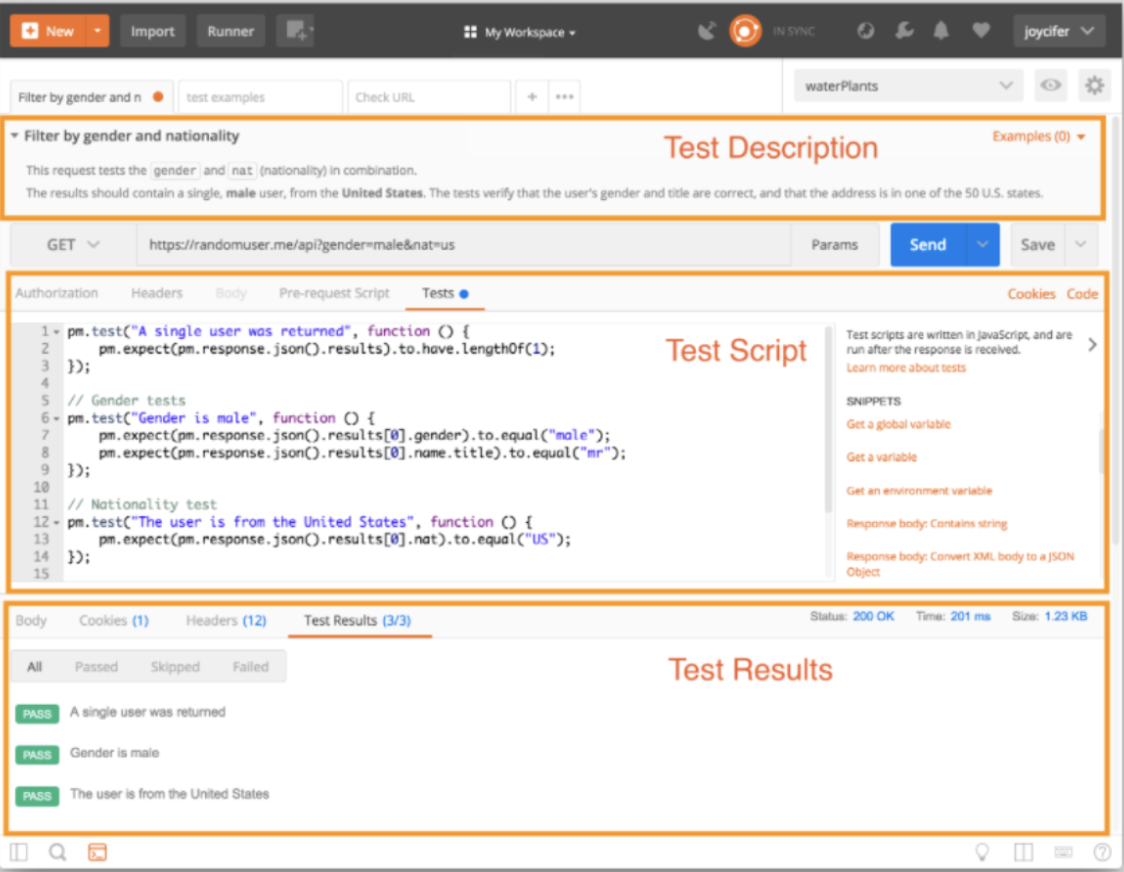 New Import Runner My Workspace IN SYNC joycifer
Filter by gender and n test examples Check URL + ••• waterPlants
Filter by gender and nationality Test Description Examples (0)
This request tests the gender and nat (nationality) in combination.
The results should contain a single, male user, from the United States. The tests verify that the user's gender and title are correct, and that the address is in one of the 50 U.S. states.
GET https://randomuser.me/api?gender=male&nat=us Params Send Save
Authorization Headers Body Pre-request Script Tests Cookies Code
1 pm.test("A single user was returned", function () {
2 pm.expect(pm.response.json().results).to.have.lengthOf(1);
3 });
4
5 // Gender tests
6 pm.test("Gender is male", function () {
7 pm.expect(pm.response.json().results[0].gender).to.equal("male");
8 pm.expect(pm.response.json().results[0].name.title).to.equal("mr");
9 });
10
11 // Nationality test
12 pm.test("The user is from the United States", function () {
13 pm.expect(pm.response.json().results[0].nat).to.equal("US");
14 });
15
Test Script
Test scripts are written in JavaScript, and are
run after the response is received.
Learn more about tests
SNIPPETS
Get a global variable
Get a variable
Get an environment variable
Response body: Contains string
Response body: Convert XML body to a JSON
Object
Body Cookies (1) Headers (12) Test Results (3/3) Status: 200 OK Time: 201 ms Size: 1.23 KB
All Passed Skipped Failed
Test Results
PASS A single user was returned
PASS Gender is male
PASS The user is from the United States